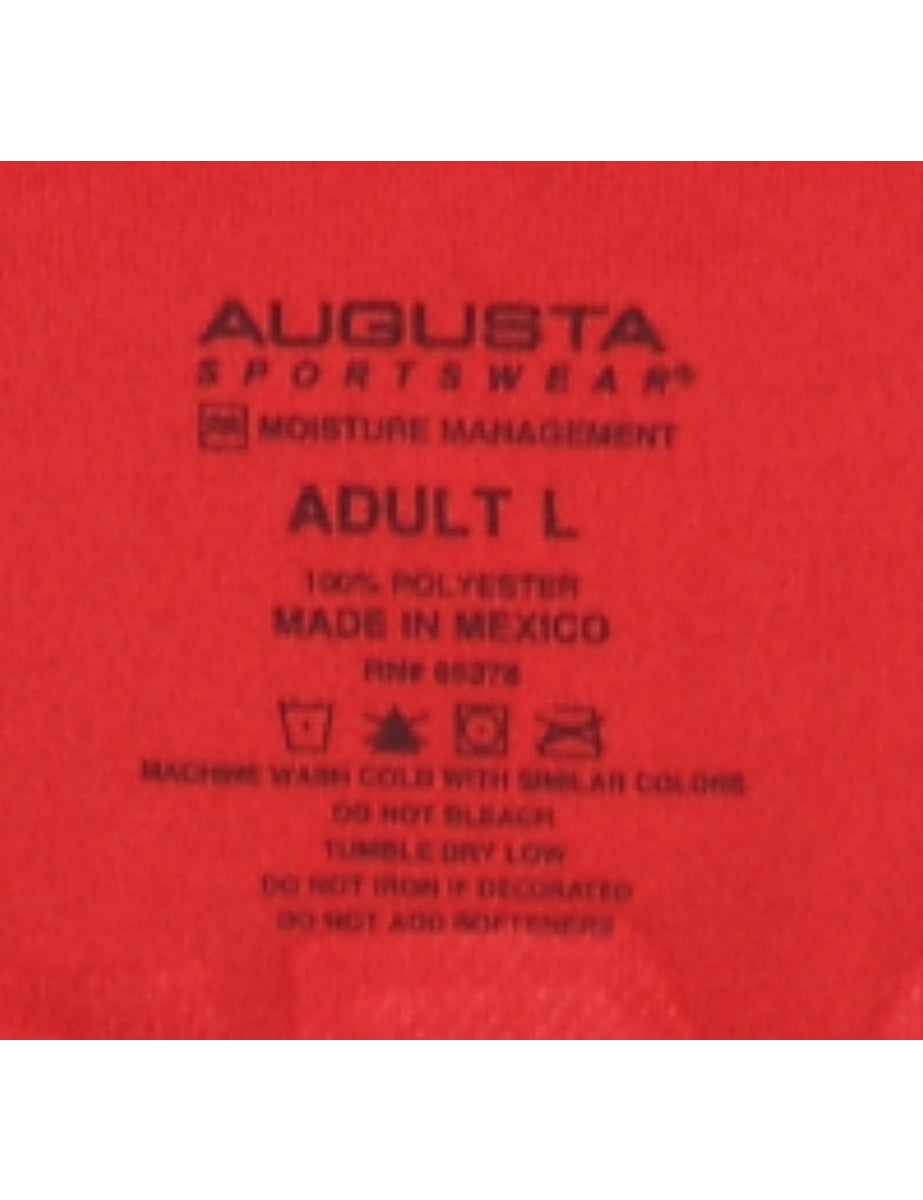 AUGUSTA
SPORTSWEAR®
MOISTURE MANAGEMENT
ADULT L
100% POLYESTER
MADE IN MEXICO
RN#
MACHINE WASH COLD WITH SIMILAR COLORS
DO NOT BLEACH
TUMBLE DRY LOW
DO NOT IRON IF DECORATED
DO NOT ADD SOFTENERS